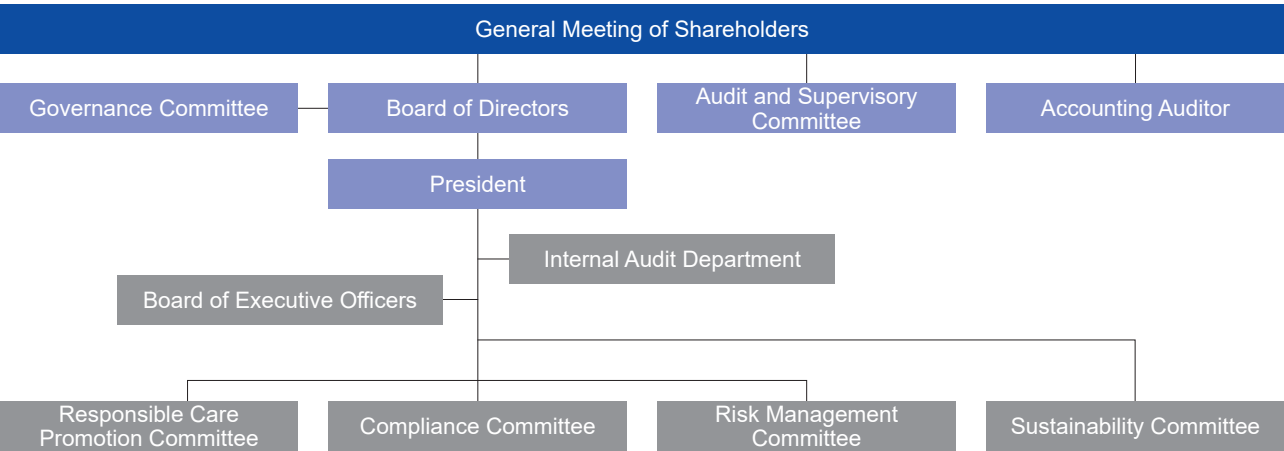 General Meeting of Shareholders
Governance Committee
Board of Directors
Audit and Supervisory
Committee
Accounting Auditor
President
Internal Audit Department
Board of Executive Officers
Responsible Care
Promotion Committee
Compliance Committee
Risk Management
Committee
Sustainability Committee